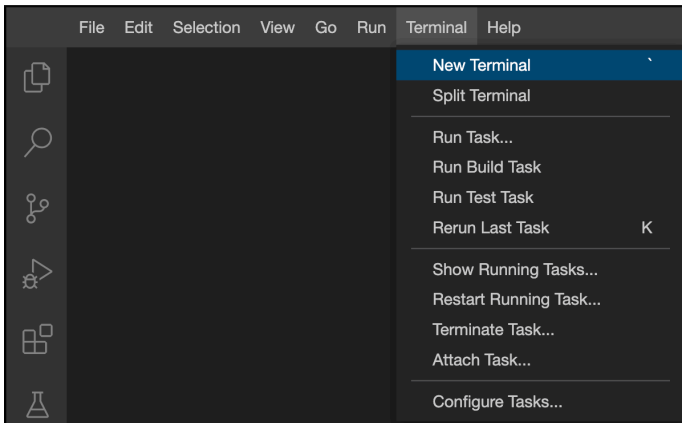 File Edit Selection View Go Run Terminal Help
New Terminal `
Split Terminal
Run Task...
Run Build Task
Run Test Task
Rerun Last Task K
Show Running Tasks...
Restart Running Task...
Terminate Task...
Attach Task...
Configure Tasks...